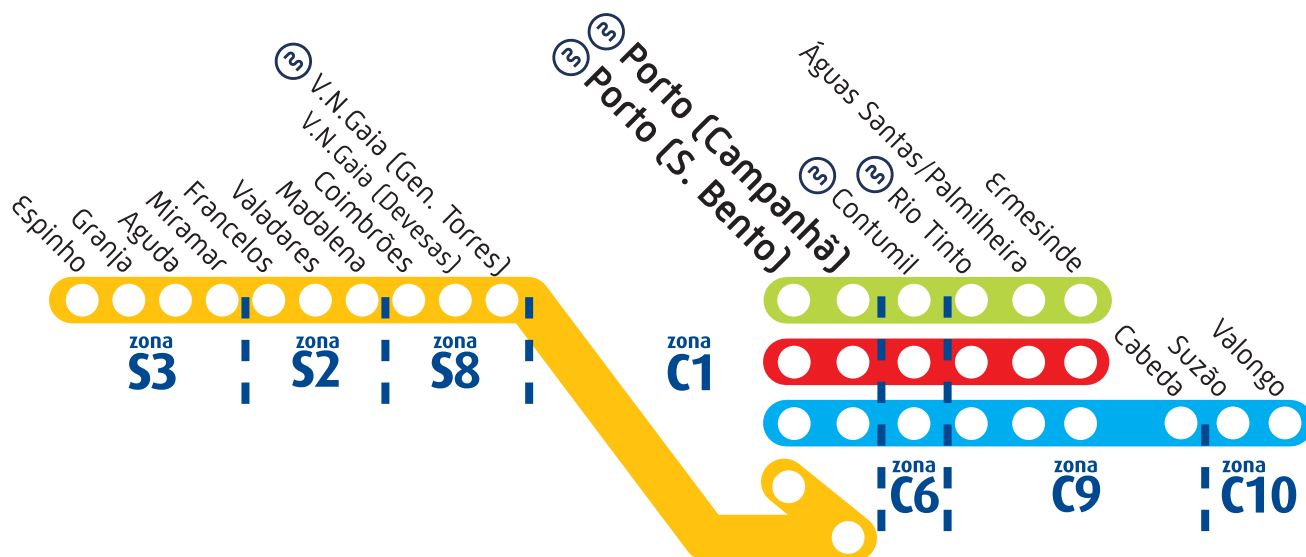 Espinho
Granja
Aguda
Miramar
Francelos
Valadares
Madalena
Coimbrões
V.N.Gaia (Devesas)
V.N.Gaia (Gen. Torres)
Porto (S. Bento)
Porto (Campanhã)
Contumil
Rio Tinto
Águas Santas/Palmilheira
Ermesinde
Cabeda
Suzão
Valongo
zona
S3
zona
S2
zona
S8
zona
C1
zona
C6
zona
C9
zona
C10